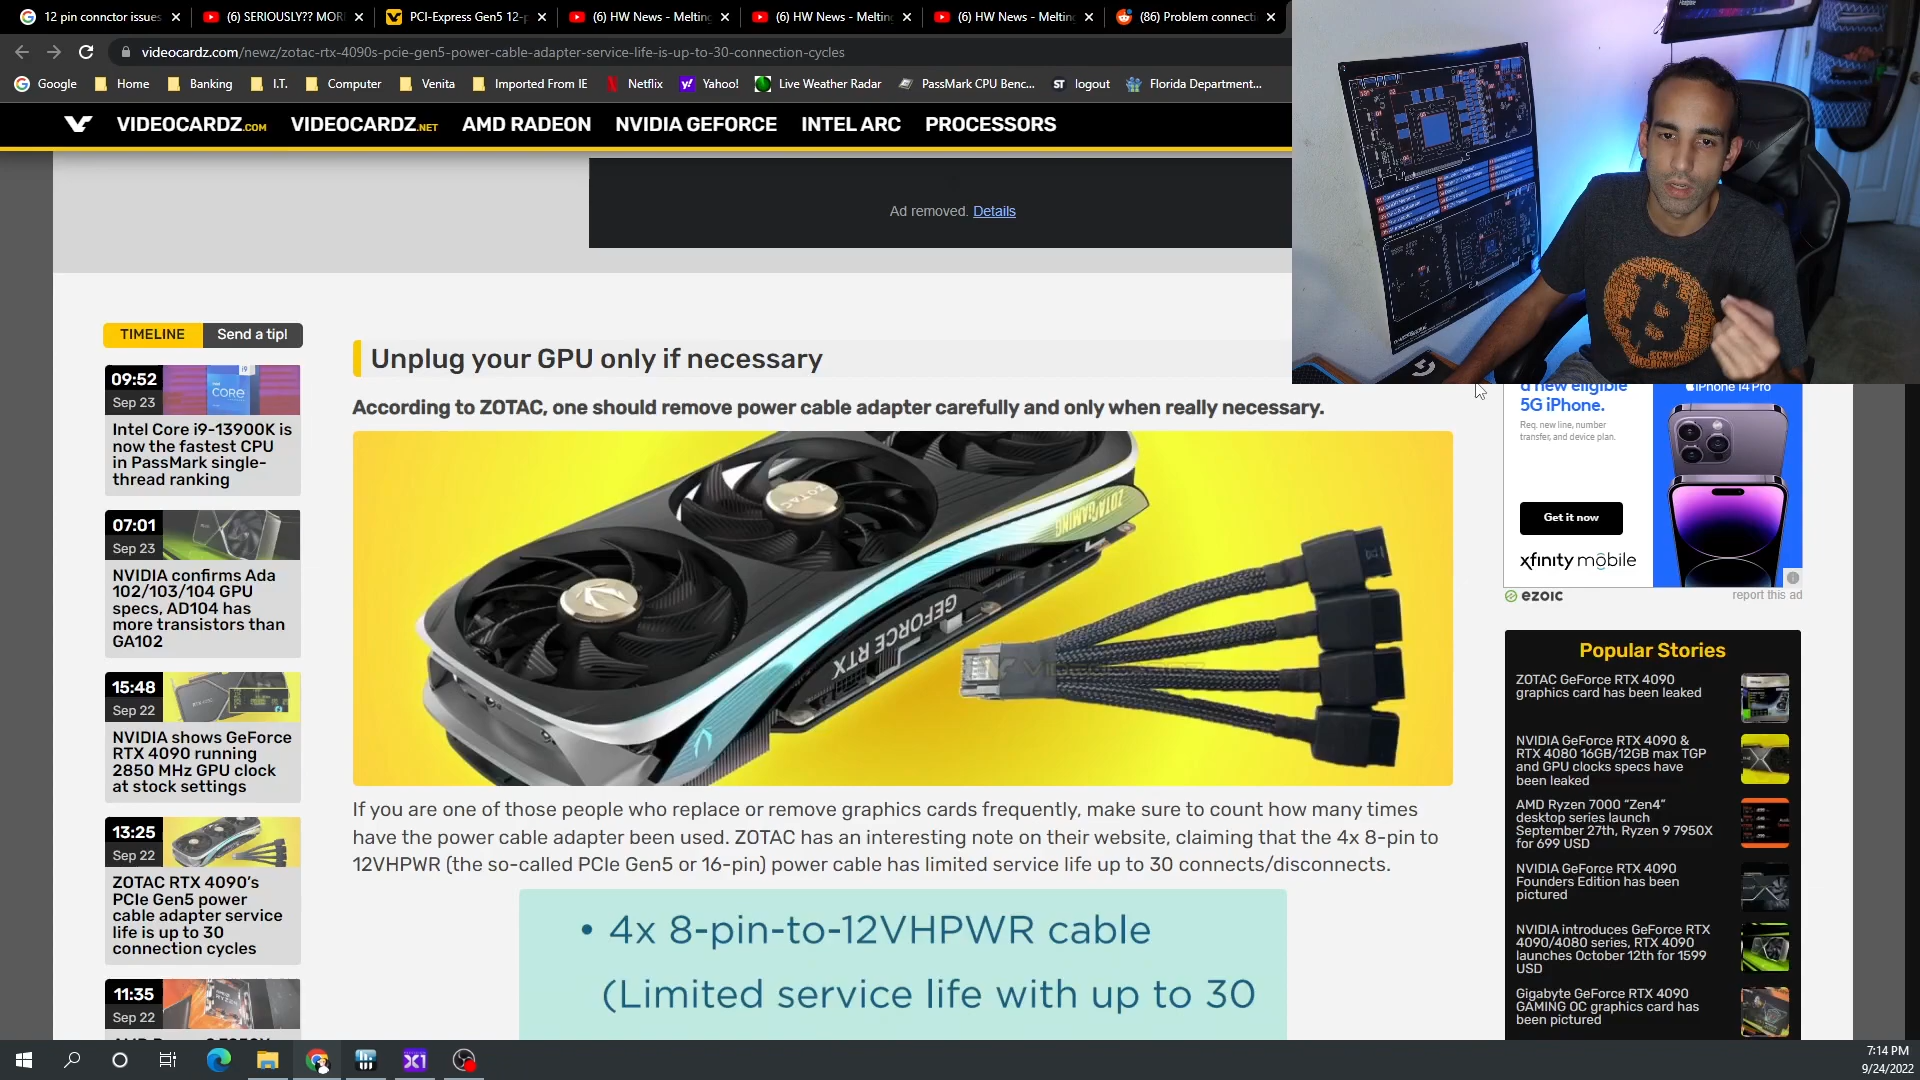 12 pin connctor issues
(6) SERIOUSLY?? MORE
PCI-Express Gen5 12-p
(6) HW News - Melting
(6) HW News - Melting
(6) HW News - Melting
(86) Problem connecti
videocardz.com/newz/zotac-rtx-4090s-pcie-gen5-power-cable-adapter-service-life-is-up-to-30-connection-cycles
Google Home Banking I.T. Computer Venita Imported From IE Netflix Yahoo! Live Weather Radar PassMark CPU Benc... ST logout Florida Department...
VIDEOCARDZ.COM VIDEOCARDZ.NET AMD RADEON NVIDIA GEFORCE INTEL ARC PROCESSORS
Ad removed. Details
TIMELINE Send a tip!
09:52
Sep 23
CORE
i9
Intel Core i9-13900K is
now the fastest CPU
in PassMark single-
thread ranking
07:01
Sep 23
NVIDIA confirms Ada
102/103/104 GPU
specs, AD104 has
more transistors than
GA102
15:48
Sep 22
NVIDIA shows GeForce
RTX 4090 running
2850 MHz GPU clock
at stock settings
13:25
Sep 22
ZOTAC RTX 4090's
PCIe Gen5 power
cable adapter service
life is up to 30
connection cycles
11:35
Sep 22
Unplug your GPU only if necessary
According to ZOTAC, one should remove power cable adapter carefully and only when really necessary.
ZOTAC
ZOTAC GAMING
GEFORCE RTX
VIDEOCARDZ
If you are one of those people who replace or remove graphics cards frequently, make sure to count how many times
have the power cable adapter been used. ZOTAC has an interesting note on their website, claiming that the 4x 8-pin to
12VHPWR (the so-called PCIe Gen5 or 16-pin) power cable has limited service life up to 30 connects/disconnects.
• 4x 8-pin-to-12VHPWR cable
(Limited service life with up to 30
a new eligible
5G iPhone.
Req. new line, number
transfer, and device plan.
Get it now
xfinity mobile
iPhone 14 Pro
ezoic
report this ad
Popular Stories
ZOTAC GeForce RTX 4090
graphics card has been leaked
NVIDIA GeForce RTX 4090 &
RTX 4080 16GB/12GB max TGP
and GPU clocks specs have
been leaked
AMD Ryzen 7000 "Zen4"
desktop series launch
September 27th, Ryzen 9 7950X
for 699 USD
NVIDIA GeForce RTX 4090
Founders Edition has been
pictured
NVIDIA introduces GeForce RTX
4090/4080 series, RTX 4090
launches October 12th for 1599
USD
Gigabyte GeForce RTX 4090
GAMING OC graphics card has
been pictured
X1
7:14 PM
9/24/2022